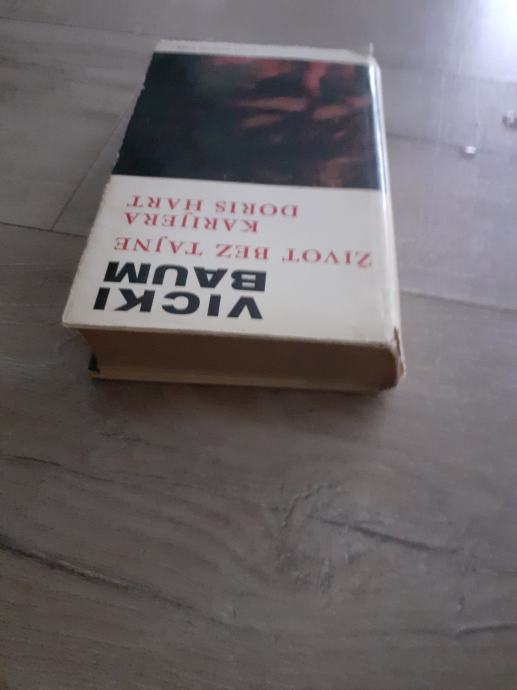 VICKI
BAUM
ŽIVOT BEZ TAJNE
KARIJERA
DORIS HART